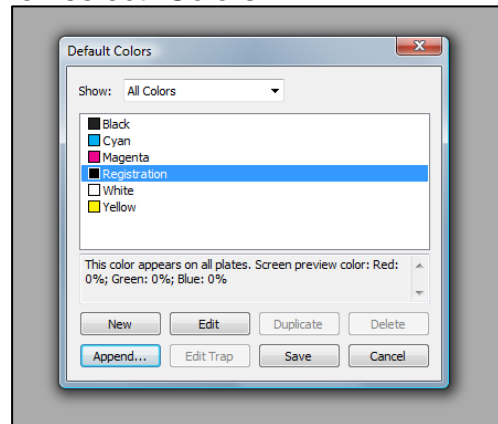 Default Colors
Show: All Colors
Black
Cyan
Magenta
Registration
White
Yellow
This color appears on all plates. Screen preview color: Red:
0%; Green: 0%; Blue: 0%
New Edit Duplicate Delete
Append... Edit Trap Save Cancel